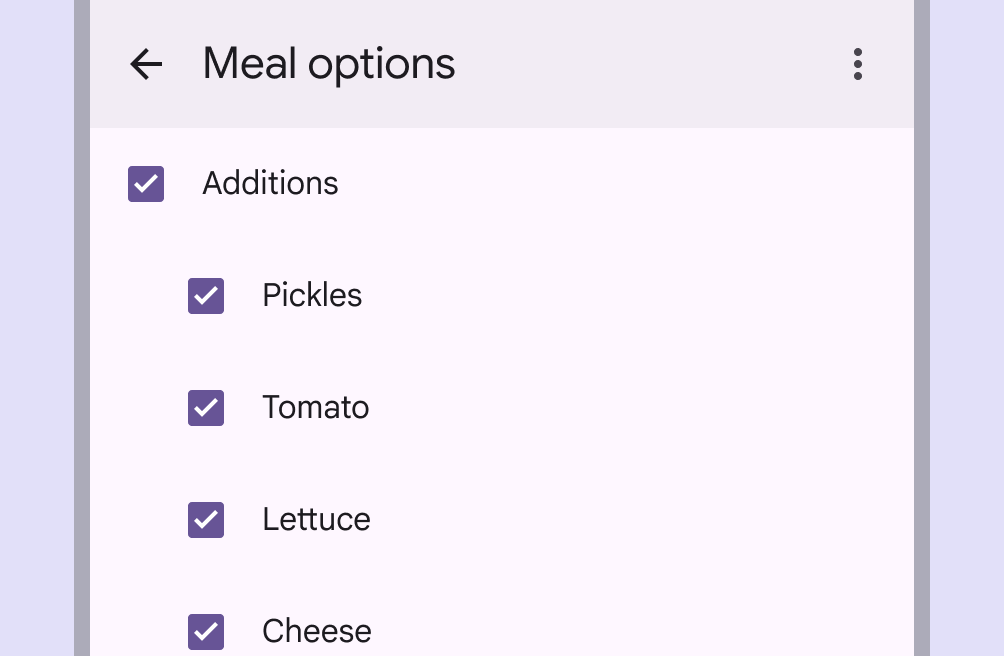 Meal options
Additions
Pickles
Tomato
Lettuce
Cheese